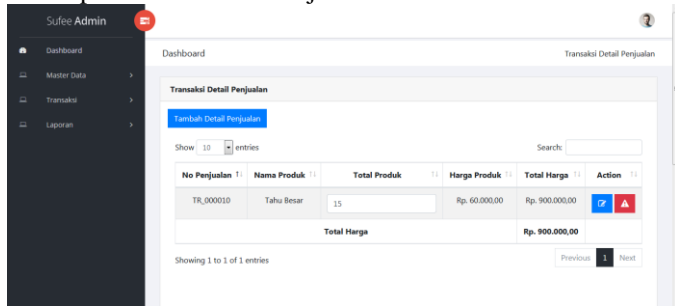 Sufee Admin
Dashboard
Master Data
Transaksi
Laporan
Dashboard
Transaksi Detail Penjualan
Transaksi Detail Penjualan
Tambah Detail Penjualan
Show 10 entries
Search:
No Penjualan Nama Produk Total Produk Harga Produk Total Harga Action
TR_000010 Tahu Besar 15 Rp. 60.000,00 Rp. 900.000,00
Total Harga Rp. 900.000,00
Showing 1 to 1 of 1 entries
Previous 1 Next